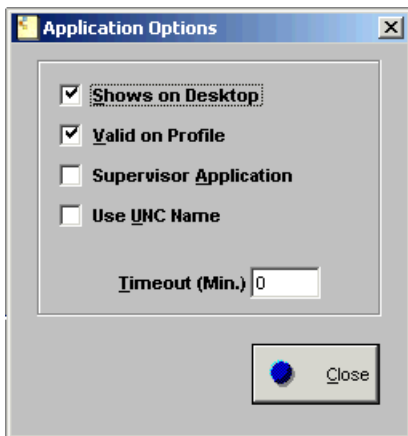 Application Options
Shows on Desktop
Valid on Profile
Supervisor Application
Use UNC Name
Timeout (Min.) 0
Close